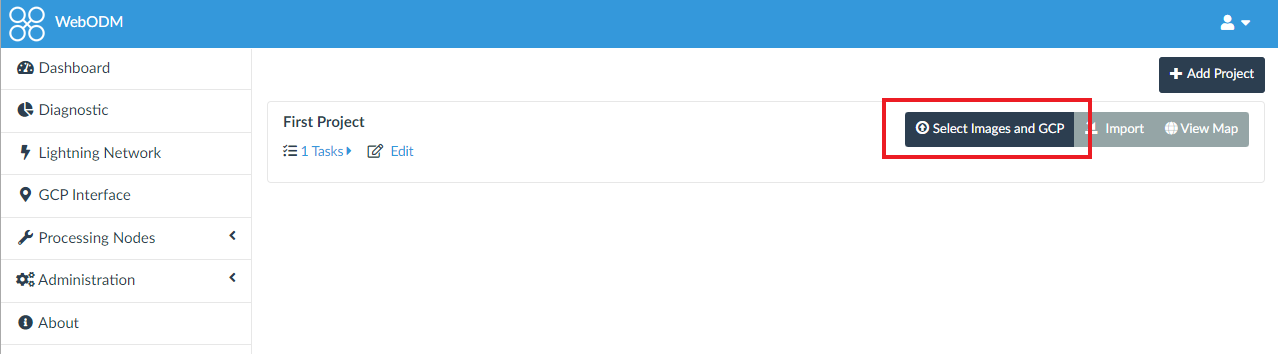 WebODM
Dashboard
Diagnostic
Lightning Network
GCP Interface
Processing Nodes
Administration
About
Add Project
First Project
Select Images and GCP Import View Map
1 Tasks Edit